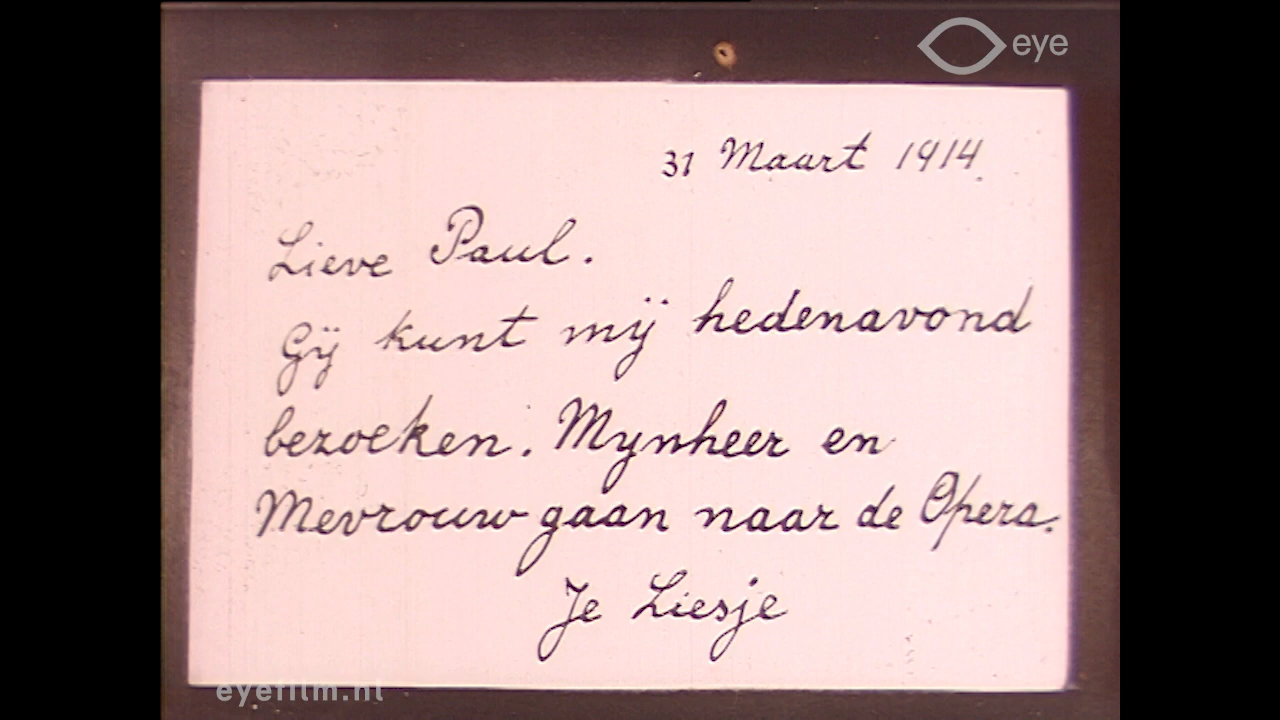 eye
31 Maart 1914.
Lieve Paul.
Gij kunt mij hedenavond
bezoeken. Mynheer en
Mevrouw gaan naar de Opera.
Je Liesje
eyefilm.nl